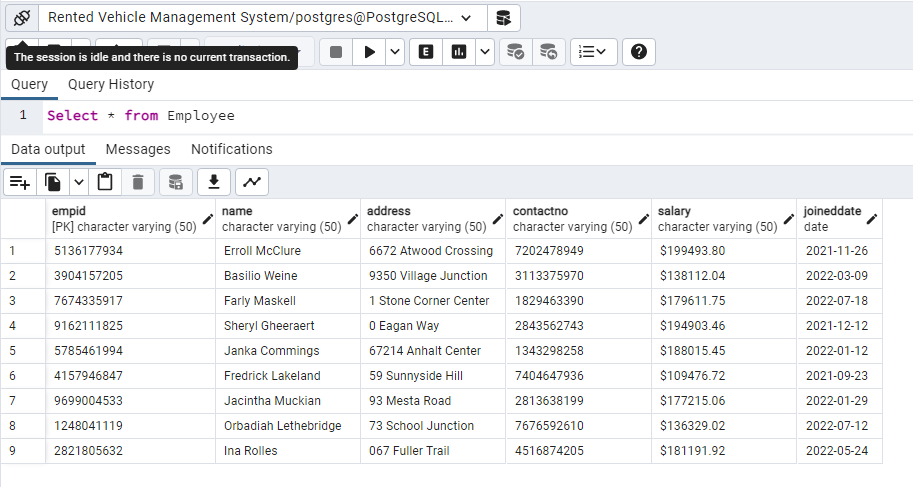 Rented Vehicle Management System/postgres@PostgreSQL...
The session is idle and there is no current transaction.
E
Query Query History
1 Select * from Employee
Data output Messages Notifications
empid name address contactno salary joineddate
[PK] character varying (50) character varying (50) character varying (50) character varying (50) character varying (50) date
1 5136177934 Erroll McClure 6672 Atwood Crossing 7202478949 $199493.80 2021-11-26
2 3904157205 Basilio Weine 9350 Village Junction 3113375970 $138112.04 2022-03-09
3 7674335917 Farly Maskell 1 Stone Corner Center 1829463390 $179611.75 2022-07-18
4 9162111825 Sheryl Gheeraert 0 Eagan Way 2843562743 $194903.46 2021-12-12
5 5785461994 Janka Commings 67214 Anhalt Center 1343298258 $188015.45 2022-01-12
6 4157946847 Fredrick Lakeland 59 Sunnyside Hill 7404647936 $109476.72 2021-09-23
7 9699004533 Jacintha Muckian 93 Mesta Road 2813638199 $177215.06 2022-01-29
8 1248041119 Orbadiah Lethebridge 73 School Junction 7676592610 $136329.02 2022-07-12
9 2821805632 Ina Rolles 067 Fuller Trail 4516874205 $181191.92 2022-05-24